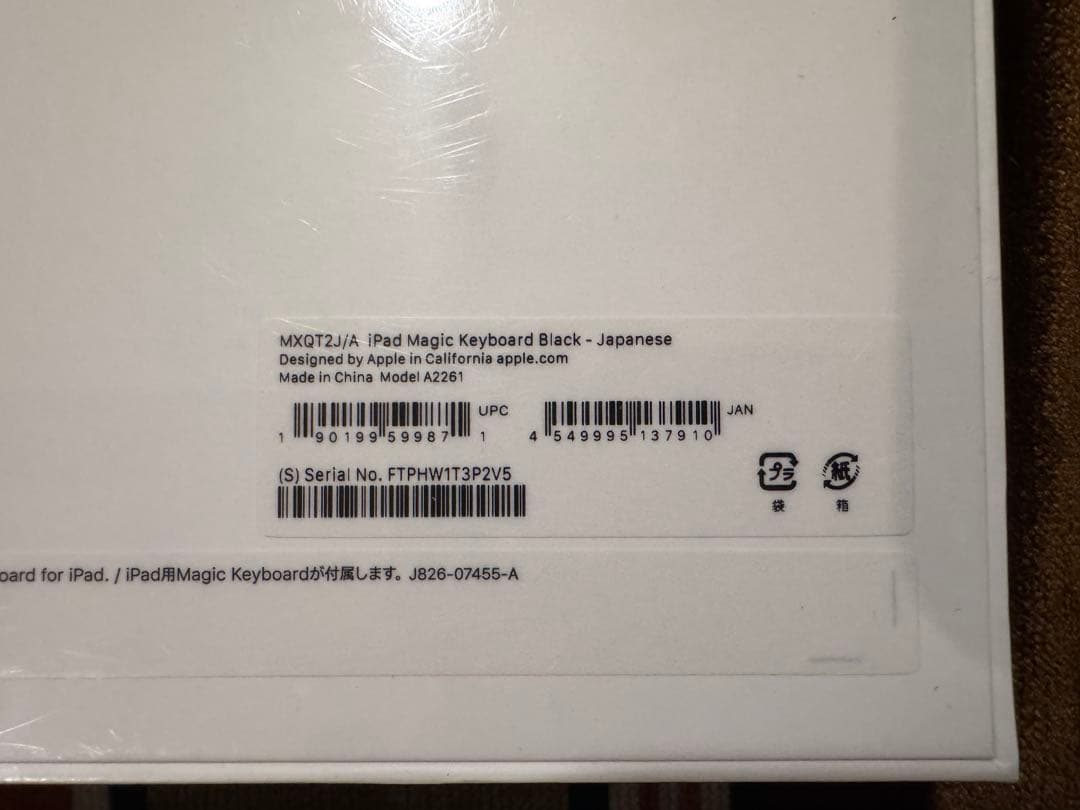 MXQT2J/A iPad Magic Keyboard Black - Japanese
Designed by Apple in California apple.com
Made in China Model A2261
UPC JAN
1 90199 59987 1 4 549995 137910
(S) Serial No. FTPHW1T3P2V5
プラ 紙
袋 箱
oard for iPad. / iPad用Magic Keyboardが付属します。J826-07455-A